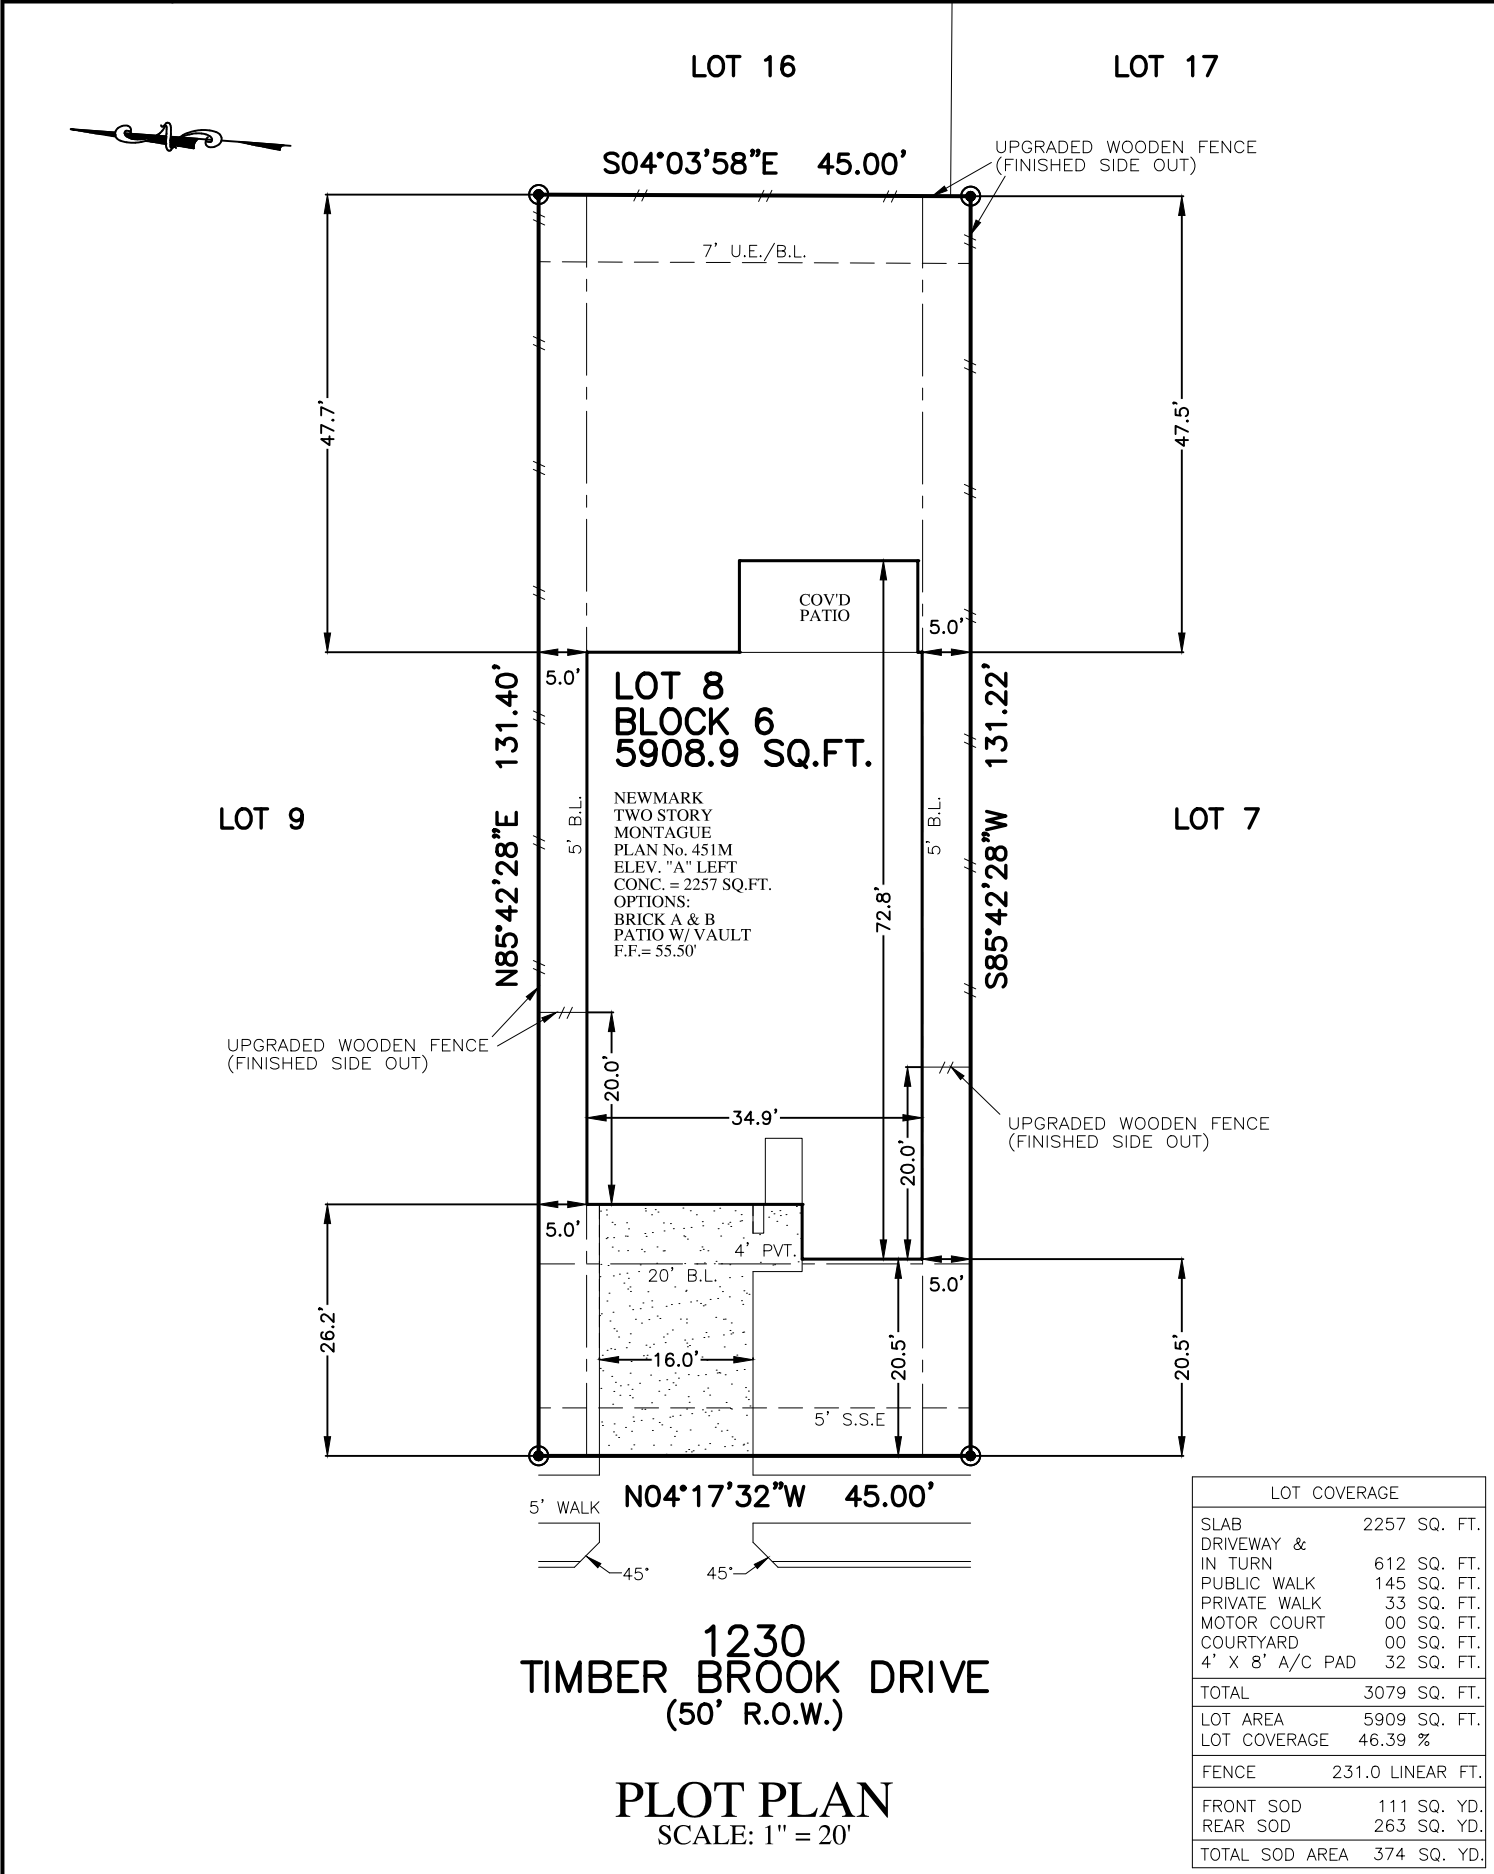 LOT 16
LOT 17
S04°03'58"E 45.00'
UPGRADED WOODEN FENCE
(FINISHED SIDE OUT)
7' U.E./B.L.
47.7'
47.5'
COV'D
PATIO
5.0'
5.0'
N85°42'28"E 131.40'
S85°42'28"W 131.22'
LOT 8
BLOCK 6
5908.9 SQ.FT.
LOT 9
LOT 7
5' B.L.
5' B.L.
NEWMARK
TWO STORY
MONTAGUE
PLAN No. 451M
ELEV. "A" LEFT
CONC. = 2257 SQ.FT.
OPTIONS:
BRICK A & B
PATIO W/ VAULT
F.F.= 55.50'
72.8'
UPGRADED WOODEN FENCE
(FINISHED SIDE OUT)
20.0'
34.9'
20.0'
UPGRADED WOODEN FENCE
(FINISHED SIDE OUT)
5.0'
4' PVT.
20' B.L.
5.0'
26.2'
16.0'
20.5'
20.5'
5' S.S.E
N04°17'32"W 45.00'
5' WALK
45°
45°
1230
TIMBER BROOK DRIVE
(50' R.O.W.)
PLOT PLAN
SCALE: 1" = 20'
LOT COVERAGE
SLAB 2257 SQ. FT.
DRIVEWAY &
IN TURN 612 SQ. FT.
PUBLIC WALK 145 SQ. FT.
PRIVATE WALK 33 SQ. FT.
MOTOR COURT 00 SQ. FT.
COURTYARD 00 SQ. FT.
4' X 8' A/C PAD 32 SQ. FT.
TOTAL 3079 SQ. FT.
LOT AREA 5909 SQ. FT.
LOT COVERAGE 46.39 %
FENCE 231.0 LINEAR FT.
FRONT SOD 111 SQ. YD.
REAR SOD 263 SQ. YD.
TOTAL SOD AREA 374 SQ. YD.